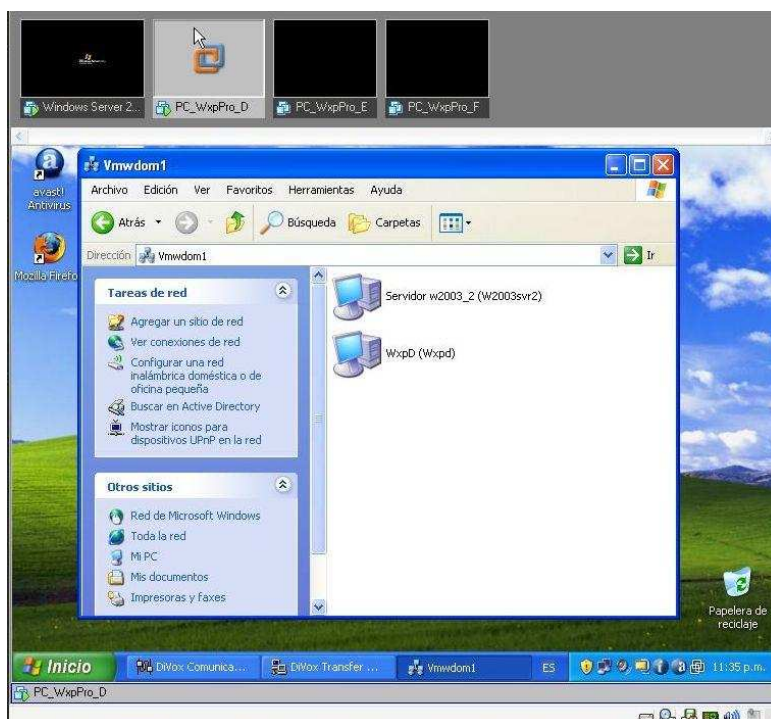 Windows Server 2...
PC_WxpPro_D
PC_WxpPro_E
PC_WxpPro_F
avast!
Antivirus
Mozilla Firefo
Vmwdom1
Archivo Edición Ver Favoritos Herramientas Ayuda
Atrás Búsqueda Carpetas
Dirección Vmwdom1 Ir
Tareas de red
Agregar un sitio de red
Ver conexiones de red
Configurar una red
inalámbrica doméstica o de
oficina pequeña
Buscar en Active Directory
Mostrar iconos para
dispositivos UPnP en la red
Otros sitios
Red de Microsoft Windows
Toda la red
Mi PC
Mis documentos
Impresoras y faxes
Servidor w2003_2 (W2003svr2)
WxpD (Wxpd)
Papelera de
reciclaje
Inicio DiVox Comunica... DiVox Transfer ... Vmwdom1 ES 11:35 p.m.
PC_WxpPro_D